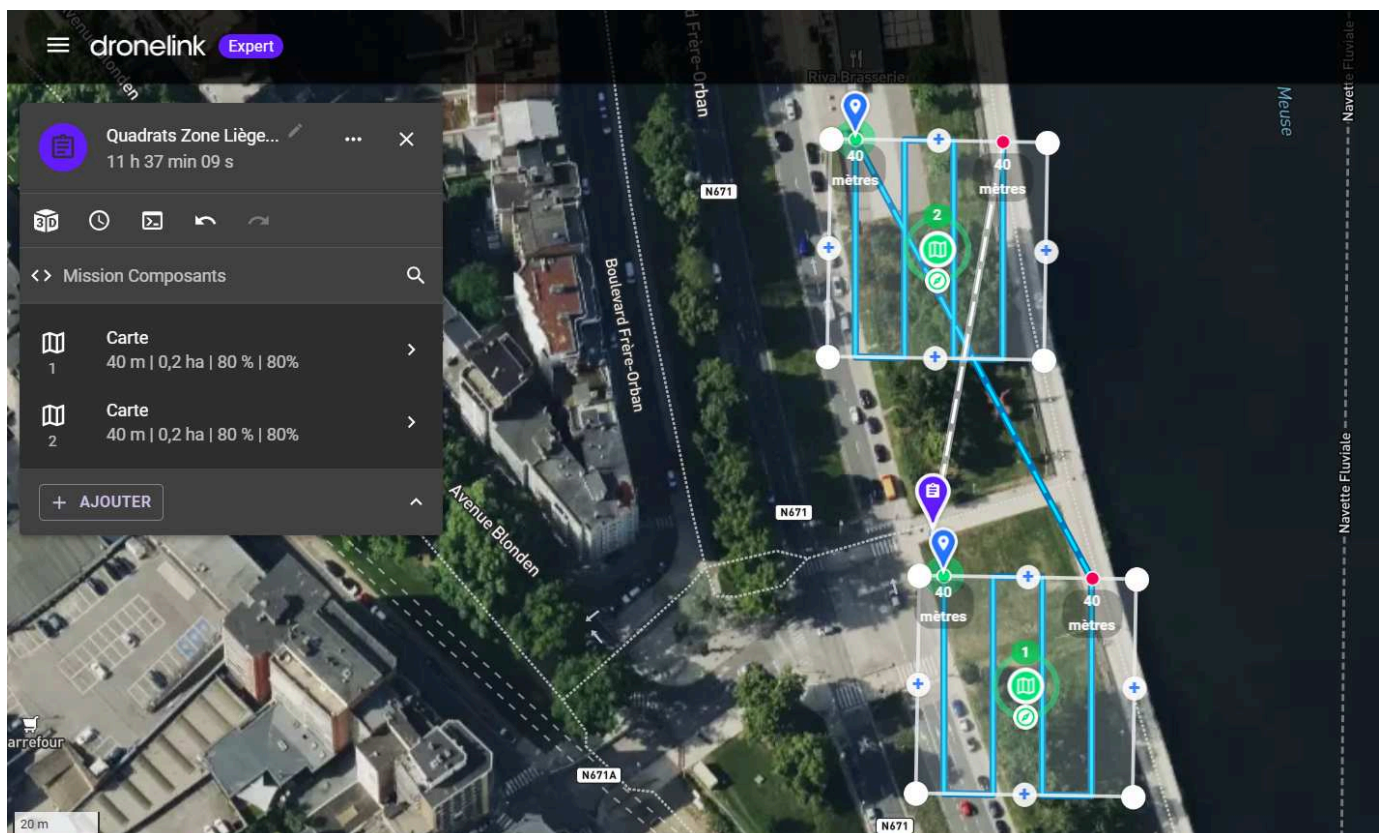 dronelink Expert
Quadrats Zone Liège...
11 h 37 min 09 s
3D
Mission Composants
Carte
40 m | 0,2 ha | 80 % | 80%
1
Carte
40 m | 0,2 ha | 80 % | 80%
2
+ AJOUTER
Avenue Blonden
Boulevard Frère-Orban
d Frère-Orban
Riva Brasserie
Meuse
Navette Fluviale
Navette Fluviale
Navette Fluviale
N671
N671
N671A
N671
40
mètres
40
mètres
2
40
mètres
40
mètres
1
arrefour
20 m